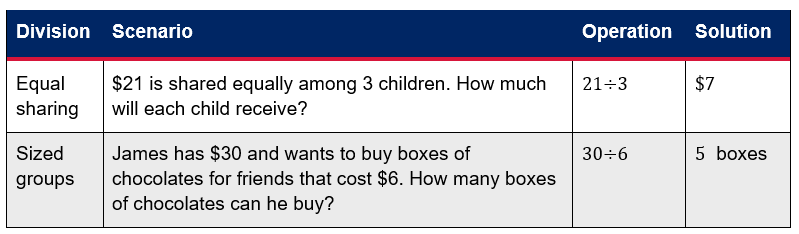 Division Scenario Operation Solution
Equal sharing $21 is shared equally among 3 children. How much will each child receive? 21÷3 $7
Sized groups James has $30 and wants to buy boxes of chocolates for friends that cost $6. How many boxes of chocolates can he buy? 30÷6 5 boxes